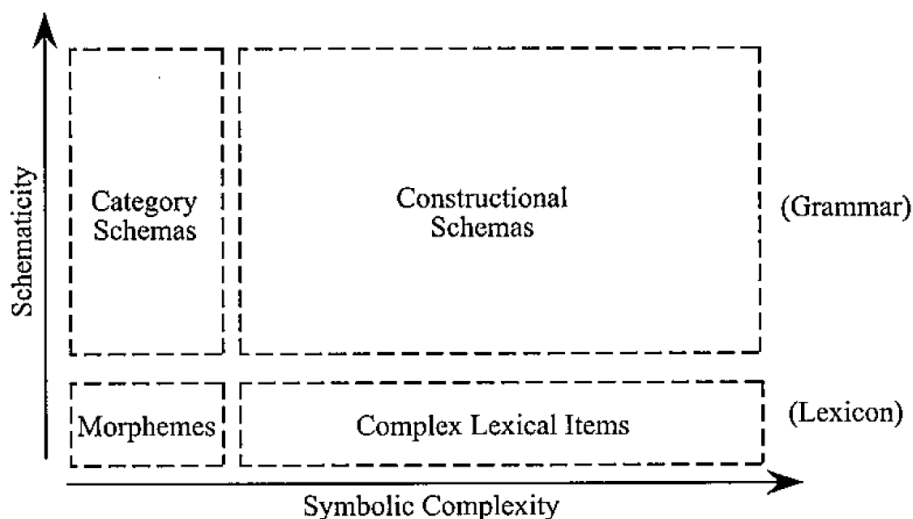 Schematicity
Category
Schemas
Constructional
Schemas
(Grammar)
Morphemes
Complex Lexical Items
(Lexicon)
Symbolic Complexity